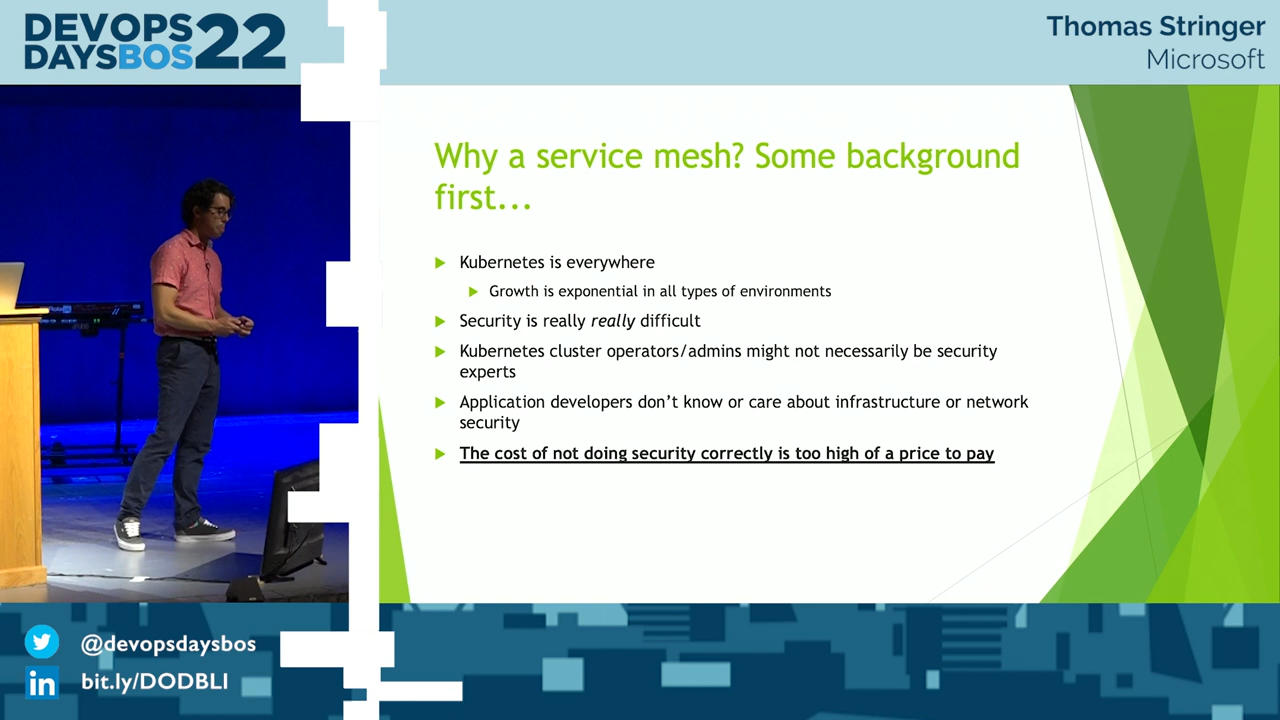 DEVOPS
DAYSBOS22
Thomas Stringer
Microsoft
Why a service mesh? Some background
first...
Kubernetes is everywhere
Growth is exponential in all types of environments
Security is really really difficult
Kubernetes cluster operators/admins might not necessarily be security
experts
Application developers don't know or care about infrastructure or network
security
The cost of not doing security correctly is too high of a price to pay
@devopsdaysbos
in bit.ly/DODBLI